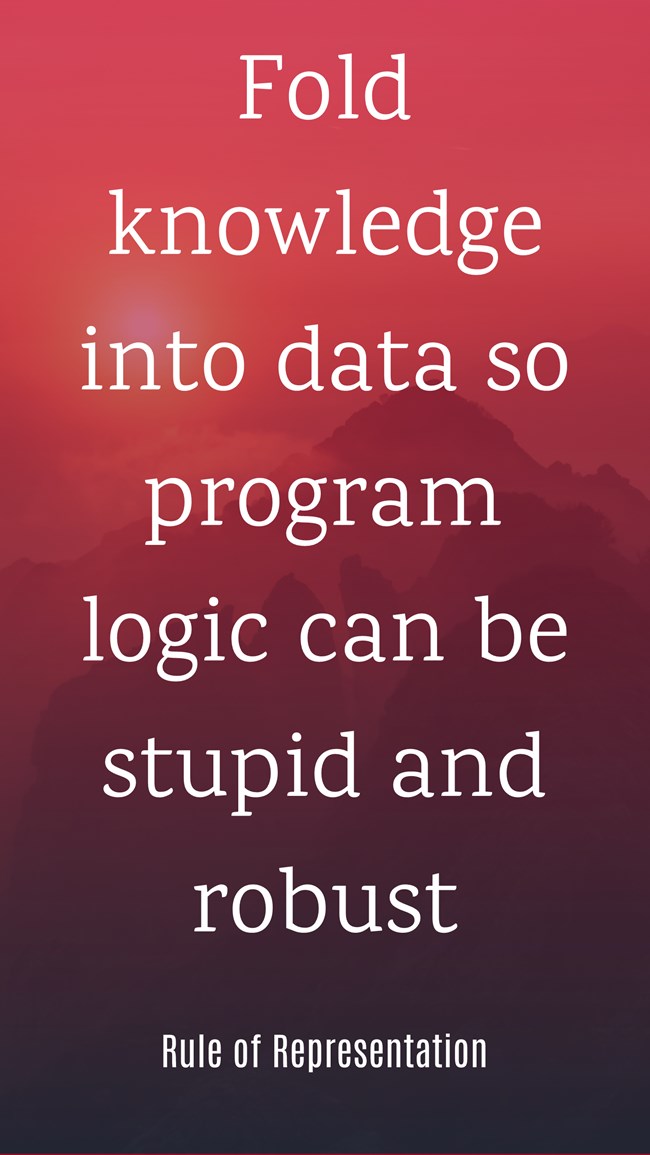 Fold
knowledge
into data so
program
logic can be
stupid and
robust
Rule of Representation